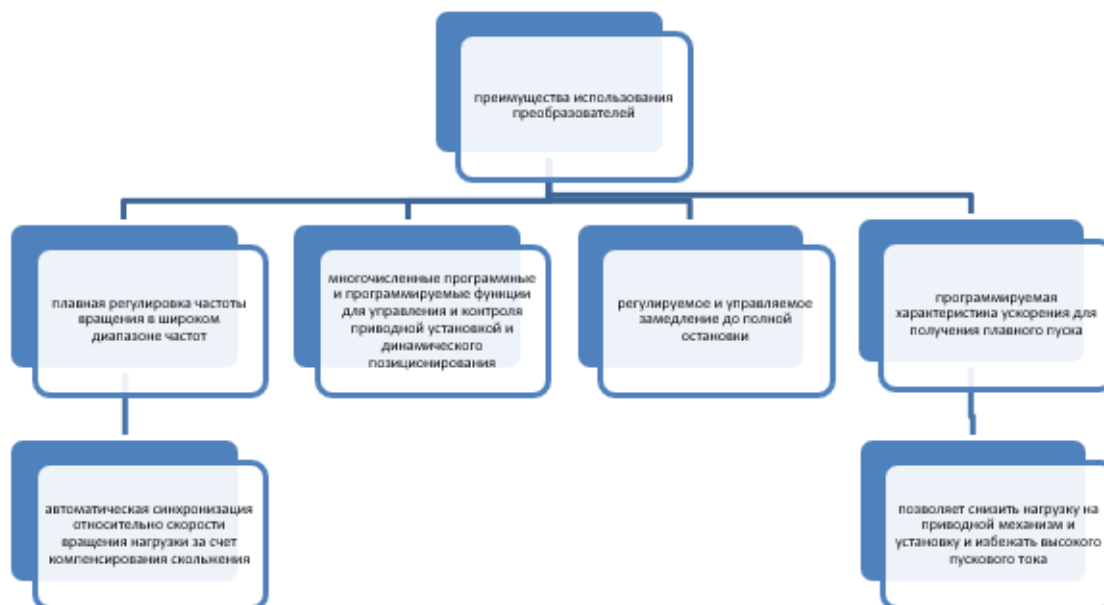 преимущества использования
преобразователей
плавная регулировка частоты
вращения в широком
диапазоне частот
многочисленные программные
и программируемые функции
для управления и контроля
приводной установкой и
динамического
позиционирования
регулируемое и управляемое
замедление до полной
остановки
программируемая
характеристика ускорения для
получения плавного пуска
автоматическая синхронизация
относительно скорости
вращения нагрузки за счет
компенсирования скольжения
позволяет снизить нагрузку на
приводной механизм и
установку и избежать высокого
пускового тока